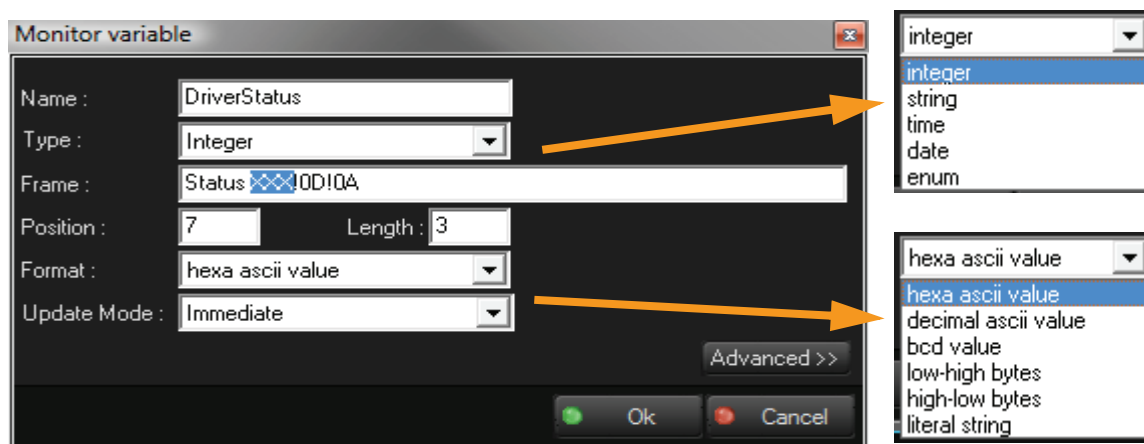 Monitor variable
Name : DriverStatus
Type : Integer
Frame : Status XXX!0D!0A
Position : 7 Length : 3
Format : hexa ascii value
Update Mode : Immediate
Advanced >>
Ok Cancel
integer
integer
string
time
date
enum
hexa ascii value
hexa ascii value
decimal ascii value
bcd value
low-high bytes
high-low bytes
literal string